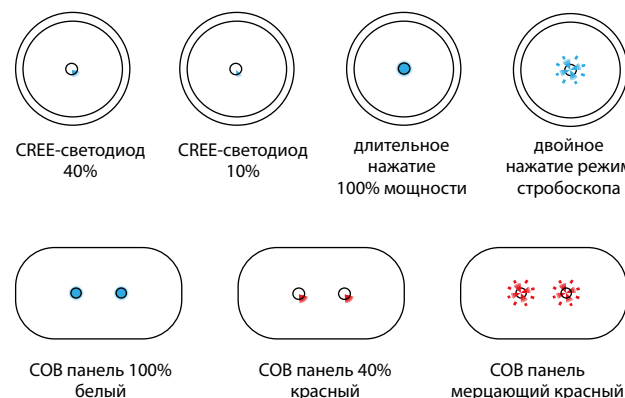 CREE-светодиод
40%
CREE-светодиод
10%
длительное
нажатие
100% мощности
двойное
нажатие режим
стробоскопа
COB панель 100%
белый
COB панель 40%
красный
COB панель
мерцающий красный